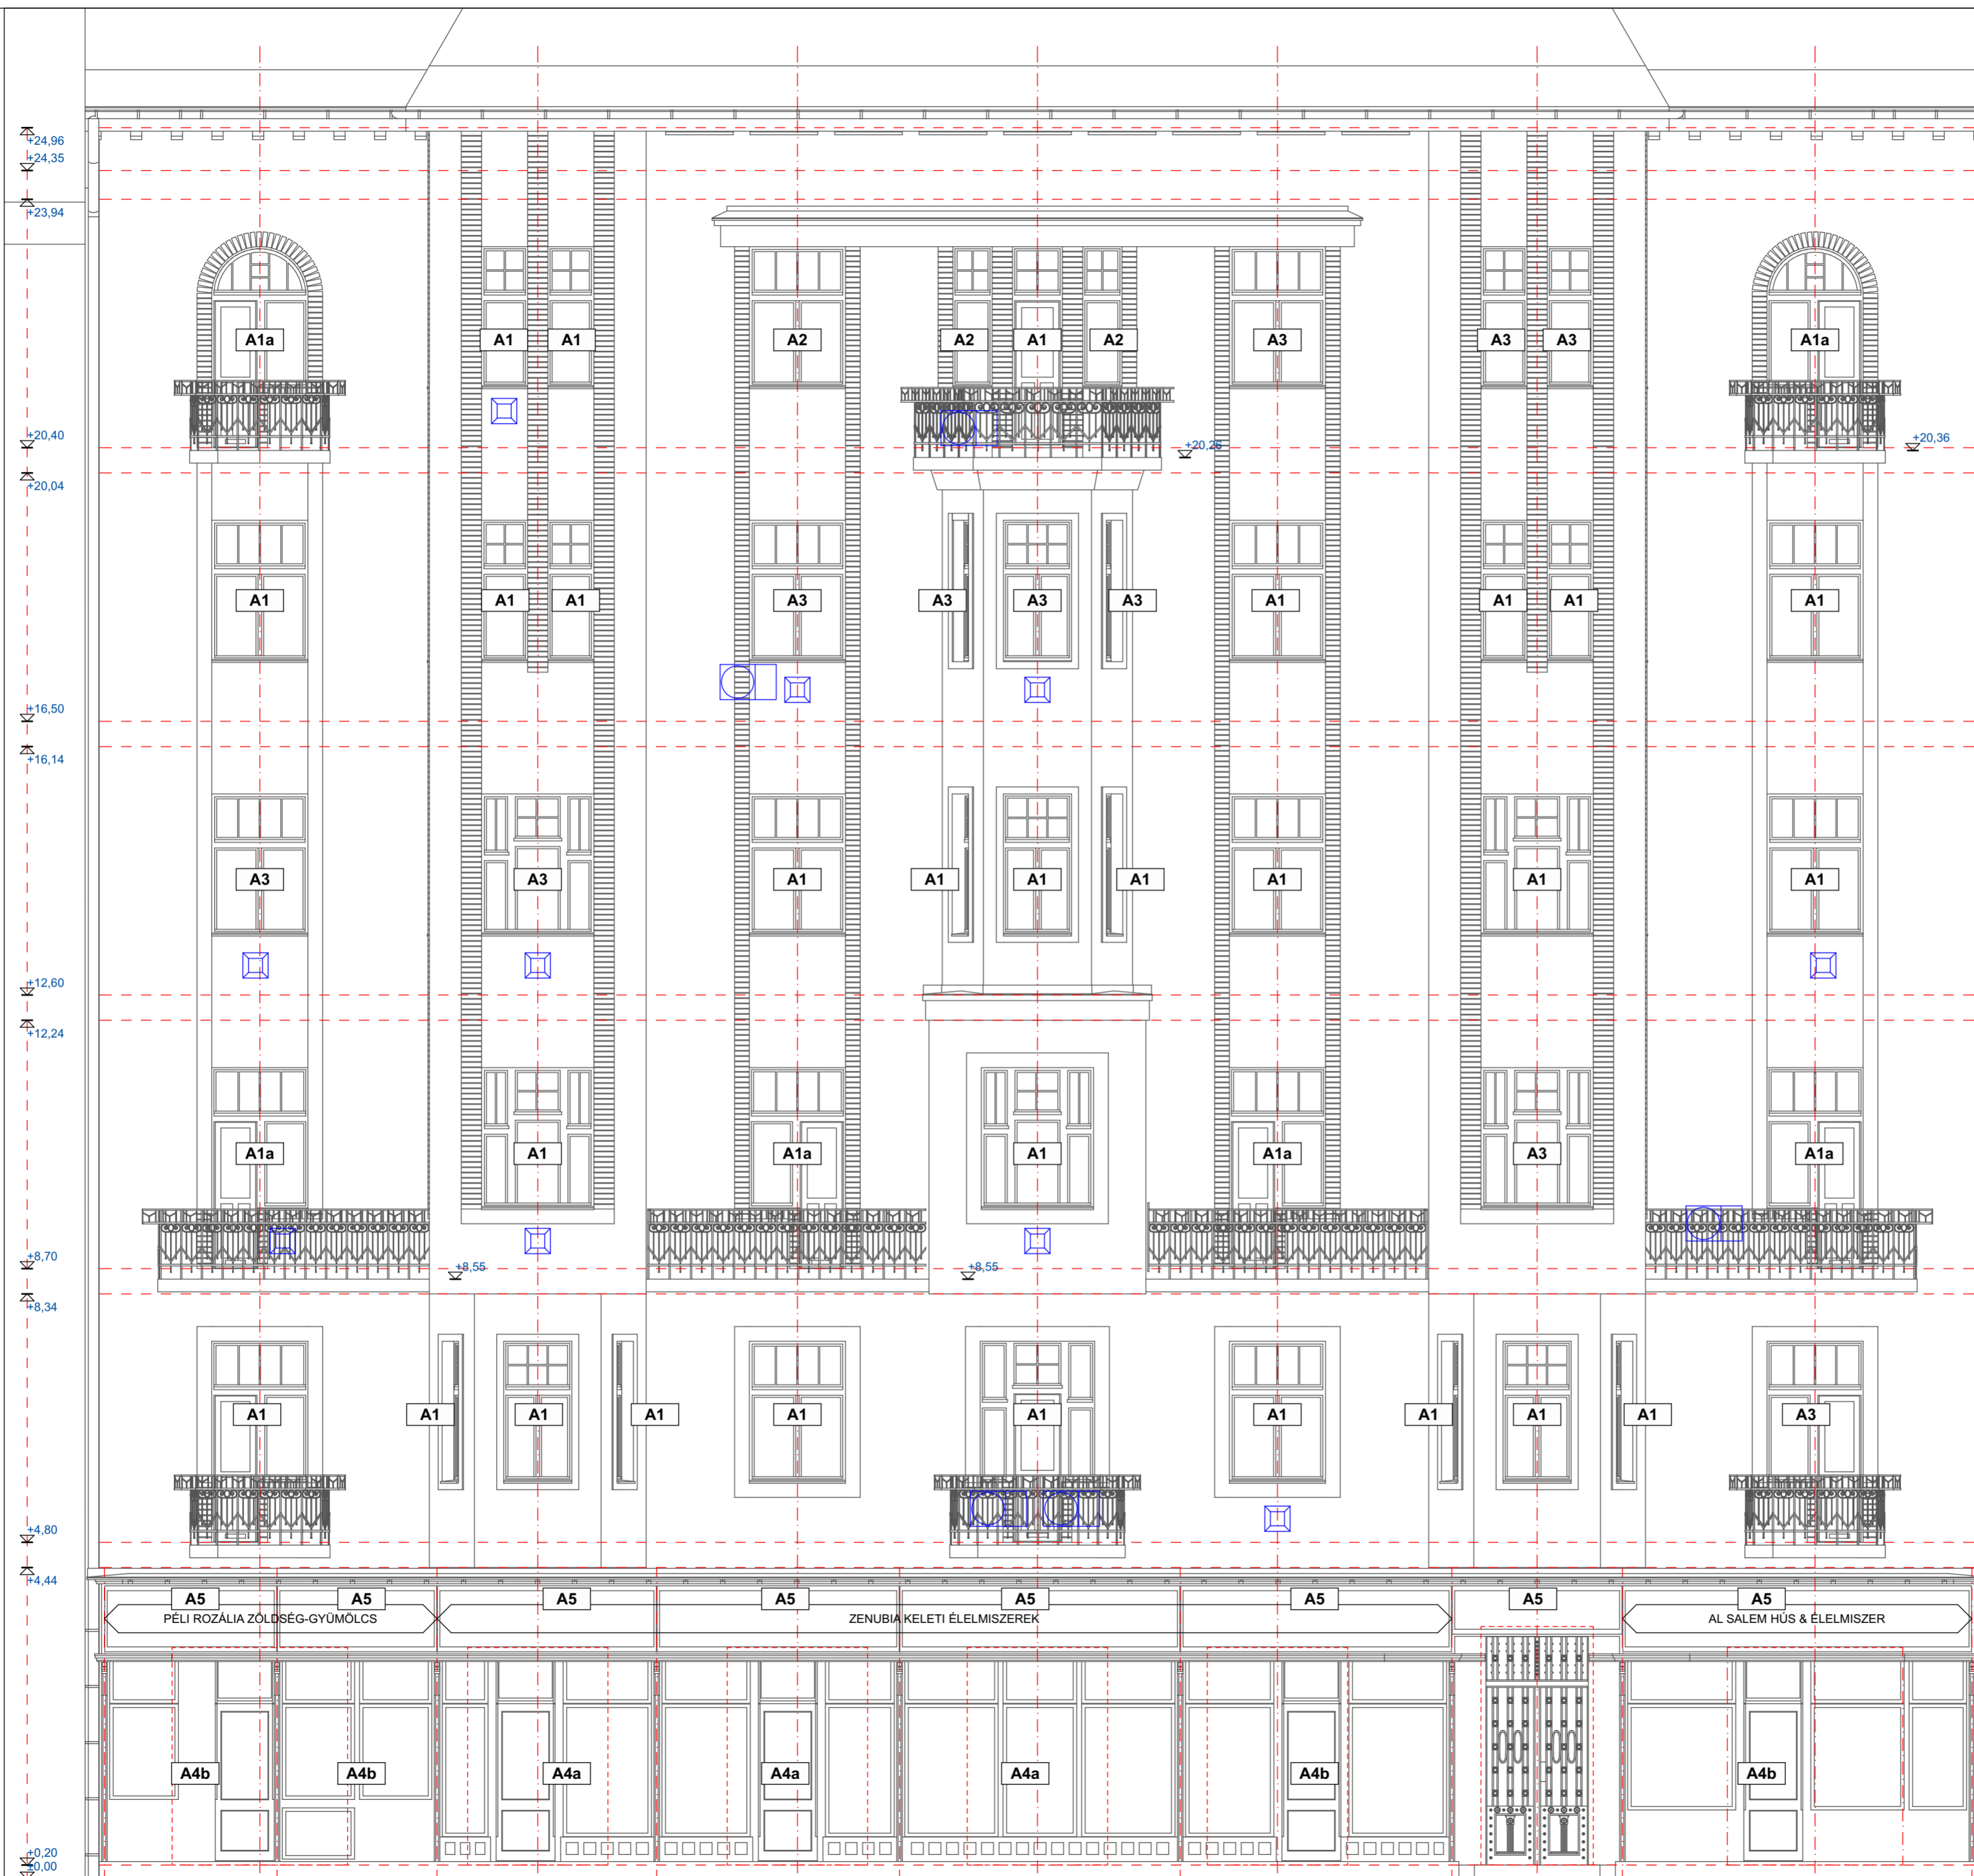 +24,96
+24,35
+23,94
A1a A1 A1 A2 A2 A1 A2 A3 A3 A3 A1a
+20,40 +20,26 +20,36
+20,04
A1 A1 A1 A3 A3 A3 A3 A1 A1 A1 A1
+16,50
+16,14
A3 A3 A1 A1 A1 A1 A1 A1 A1
+12,60
+12,24
A1a A1 A1a A1 A1a A3 A1a
+8,70 +8,55 +8,55
+8,34
A1 A1 A1 A1 A1 A1 A1 A1 A1 A1 A3
+4,80
+4,44
A5 A5 A5 A5 A5 A5 A5 A5
PÉLI ROZÁLIA ZÖLDSÉG-GYÜMÖLCS ZENUBIA KELETI ÉLELMISZEREK AL SALEM HÚS & ÉLELMISZER
A4b A4b A4a A4a A4a A4b A4b
+0,20
±0,00